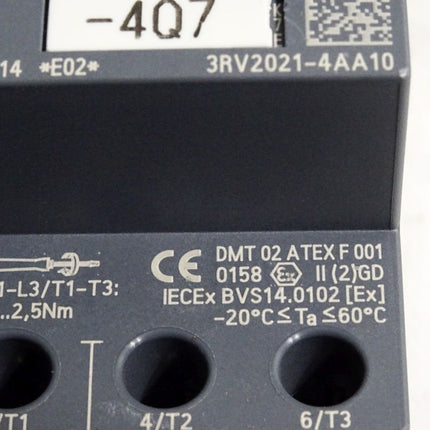 -4Q7
14 *E02* 3RV2021-4AA10
CE DMT 02 ATEX F 001
0158 Ex II (2)GD
1-L3/T1-T3:
IECEx BVS14.0102 [Ex]
..2,5Nm
-20°C ≤ Ta ≤ 60°C
/T1 4/T2 6/T3